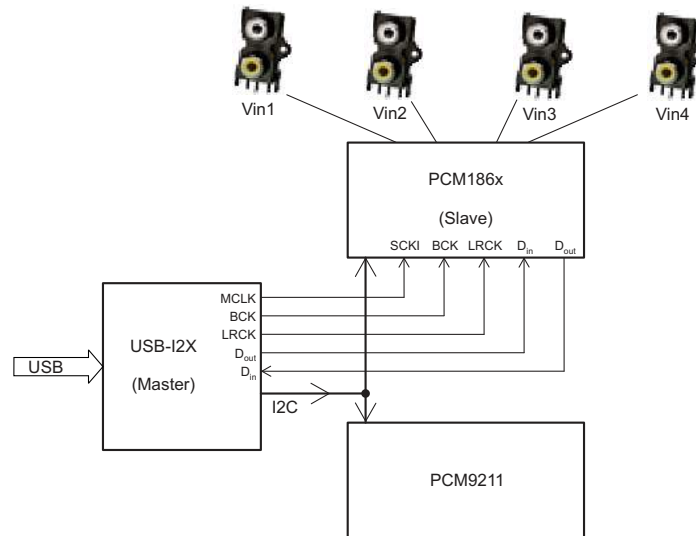 Vin1
Vin2
Vin3
Vin4
PCM186x
(Slave)
SCKI BCK LRCK Din Dout
MCLK
BCK
LRCK
Dout
Din
USB-I2X
(Master)
USB
I2C
PCM9211